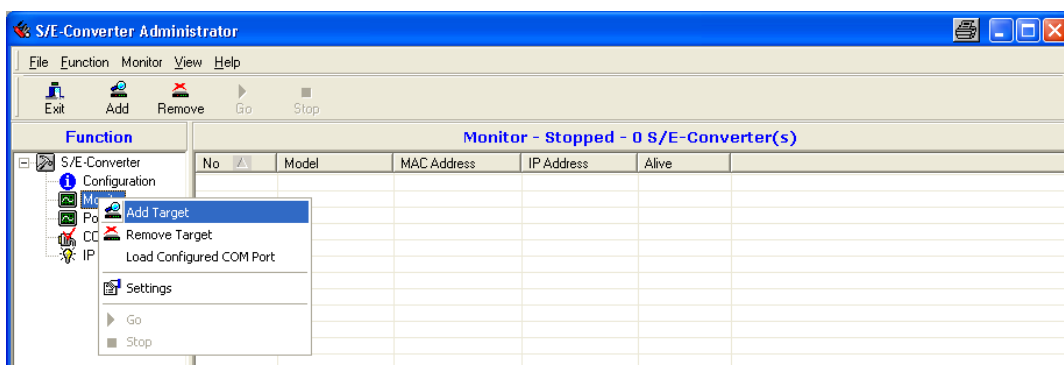 S/E-Converter Administrator
File Function Monitor View Help
Exit Add Remove Go Stop
Function
Monitor - Stopped - 0 S/E-Converter(s)
S/E-Converter
No Model MAC Address IP Address Alive
Configuration
Add Target
Remove Target
IP
Load Configured COM Port
Settings
Go
Stop